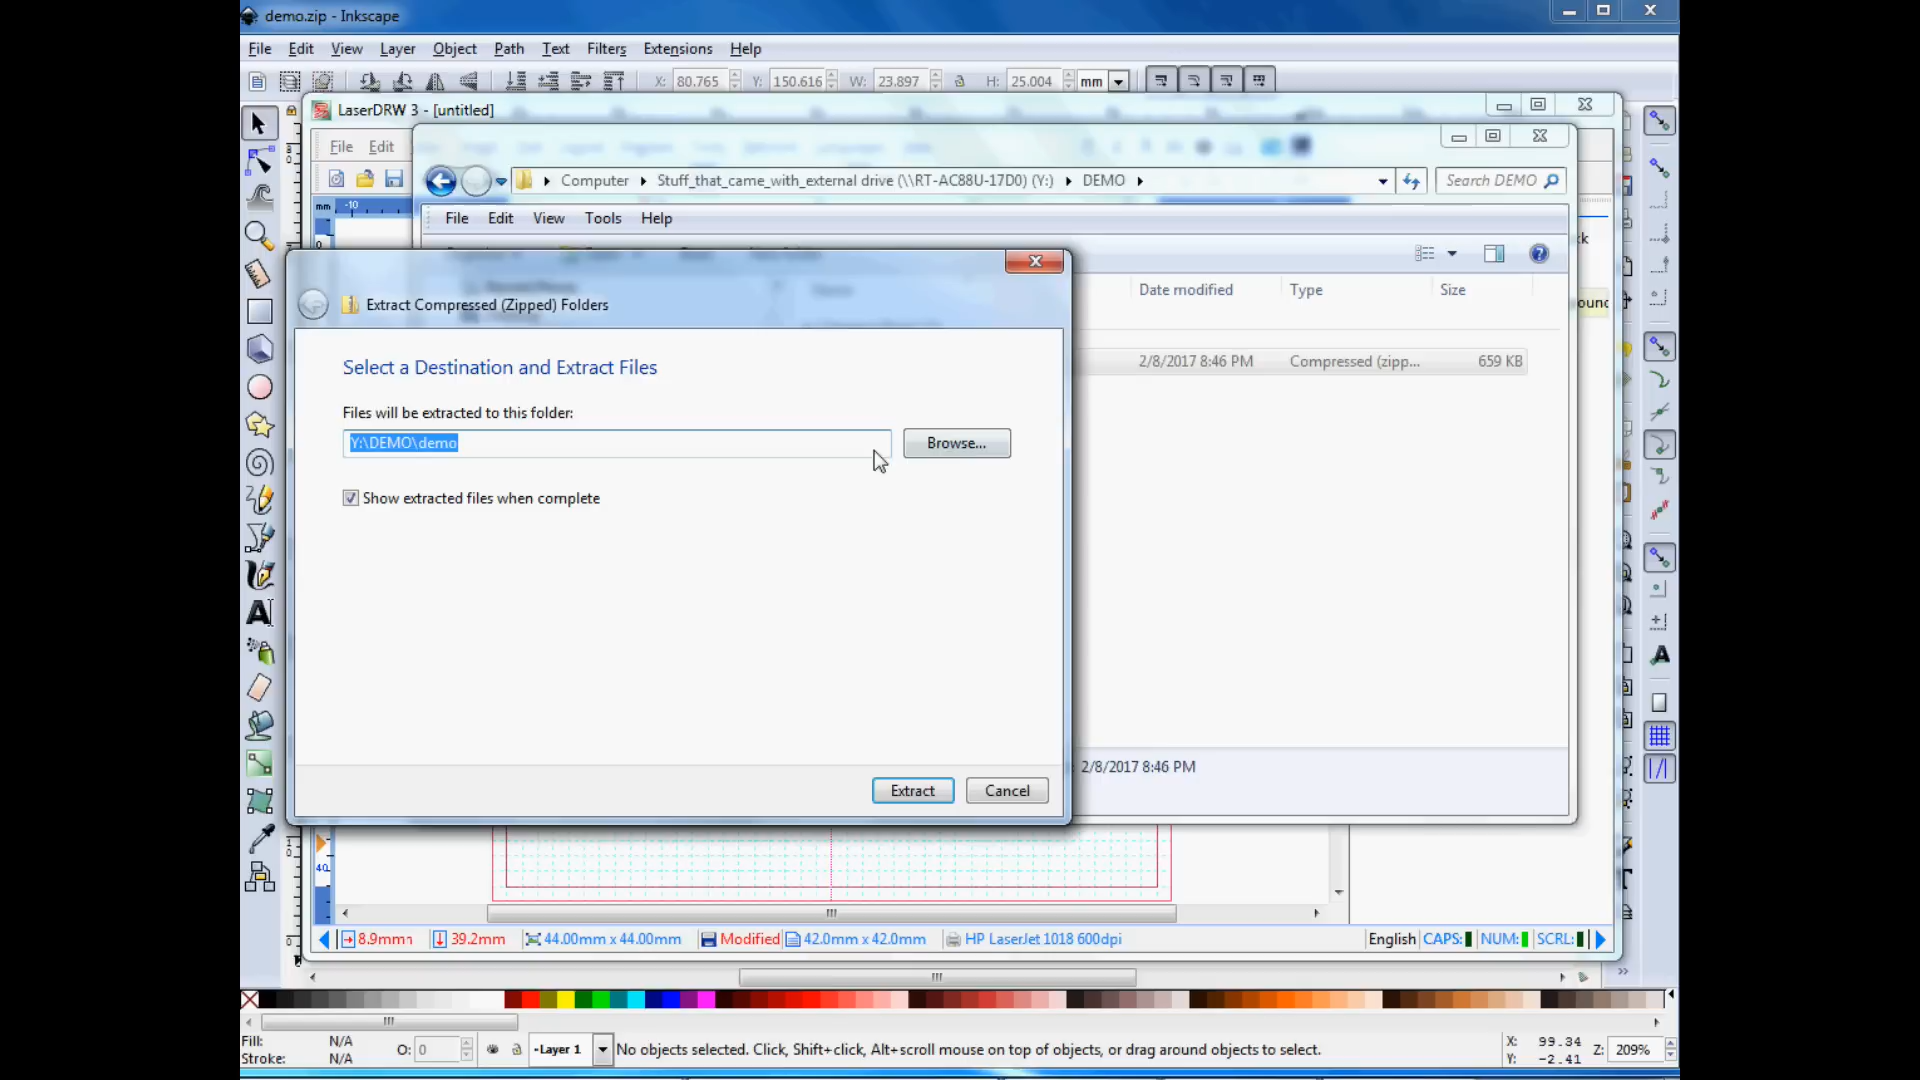 demo.zip - Inkscape
File Edit View Layer Object Path Text Filters Extensions Help
X: 80.765 Y: 150.616 W: 23.897 H: 25.004 mm
LaserDRW 3 - [untitled]
File Edit
Computer Stuff_that_came_with_external drive (\\RT-AC88U-17D0) (Y:) DEMO Search DEMO
mm -10
File Edit View Tools Help
0
Extract Compressed (Zipped) Folders
Date modified Type Size
2/8/2017 8:46 PM Compressed (zipp... 659 KB
Select a Destination and Extract Files
Files will be extracted to this folder:
Y:\DEMO\demo
Browse...
Show extracted files when complete
2/8/2017 8:46 PM
Extract Cancel
40
8.9mm 39.2mm 44.00mm x 44.00mm Modified 42.0mm x 42.0mm HP LaserJet 1018 600dpi English CAPS: NUM: SCRL:
Fill: N/A
Stroke: N/A
O: 0
-Layer 1
No objects selected. Click, Shift+click, Alt+scroll mouse on top of objects, or drag around objects to select.
X: 99.34
Y: -2.41
Z: 209%